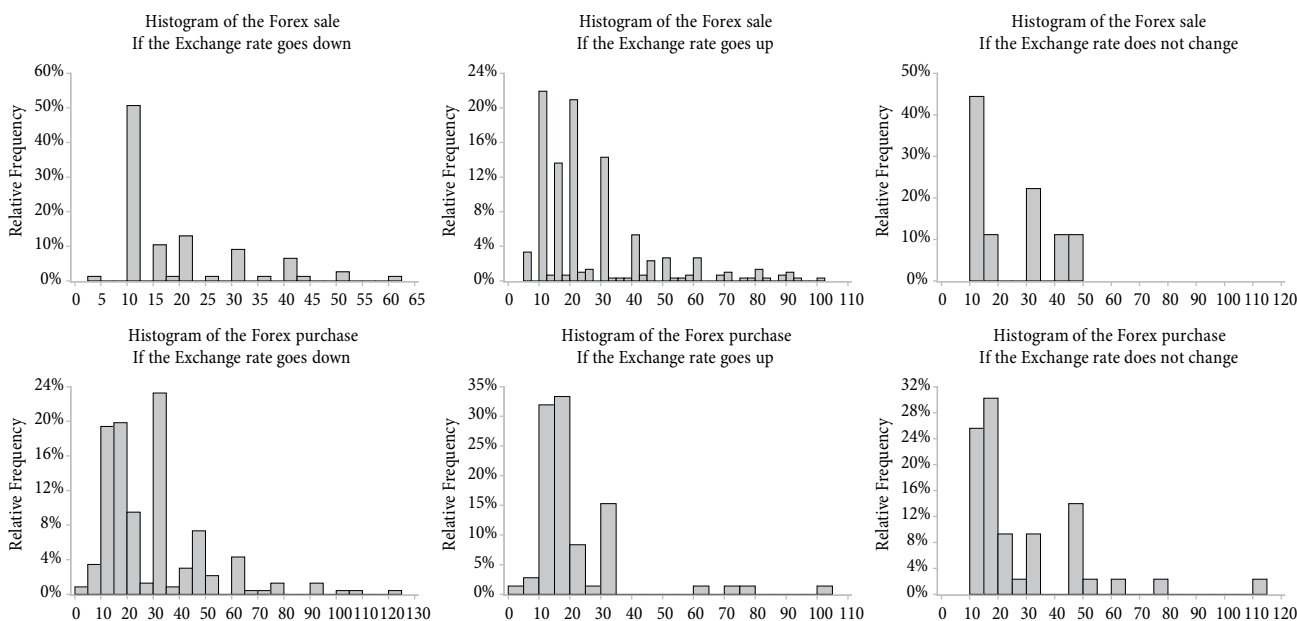 Histogram of the Forex sale
If the Exchange rate goes down
60%
50%
40%
30%
20%
10%
0%
Relative Frequency
0 5 10 15 20 25 30 35 40 45 50 55 60 65
Histogram of the Forex sale
If the Exchange rate goes up
24%
20%
16%
12%
8%
4%
0%
Relative Frequency
0 10 20 30 40 50 60 70 80 90 100 110
Histogram of the Forex sale
If the Exchange rate does not change
50%
40%
30%
20%
10%
0%
Relative Frequency
0 10 20 30 40 50 60 70 80 90 100 110 120
Histogram of the Forex purchase
If the Exchange rate goes down
24%
20%
16%
12%
8%
4%
0%
Relative Frequency
0 10 20 30 40 50 60 70 80 90 100 110 120 130
Histogram of the Forex purchase
If the Exchange rate goes up
35%
30%
25%
20%
15%
10%
5%
0%
Relative Frequency
0 10 20 30 40 50 60 70 80 90 100 110
Histogram of the Forex purchase
If the Exchange rate does not change
32%
28%
24%
20%
16%
12%
8%
4%
0%
Relative Frequency
0 10 20 30 40 50 60 70 80 90 100 110 120